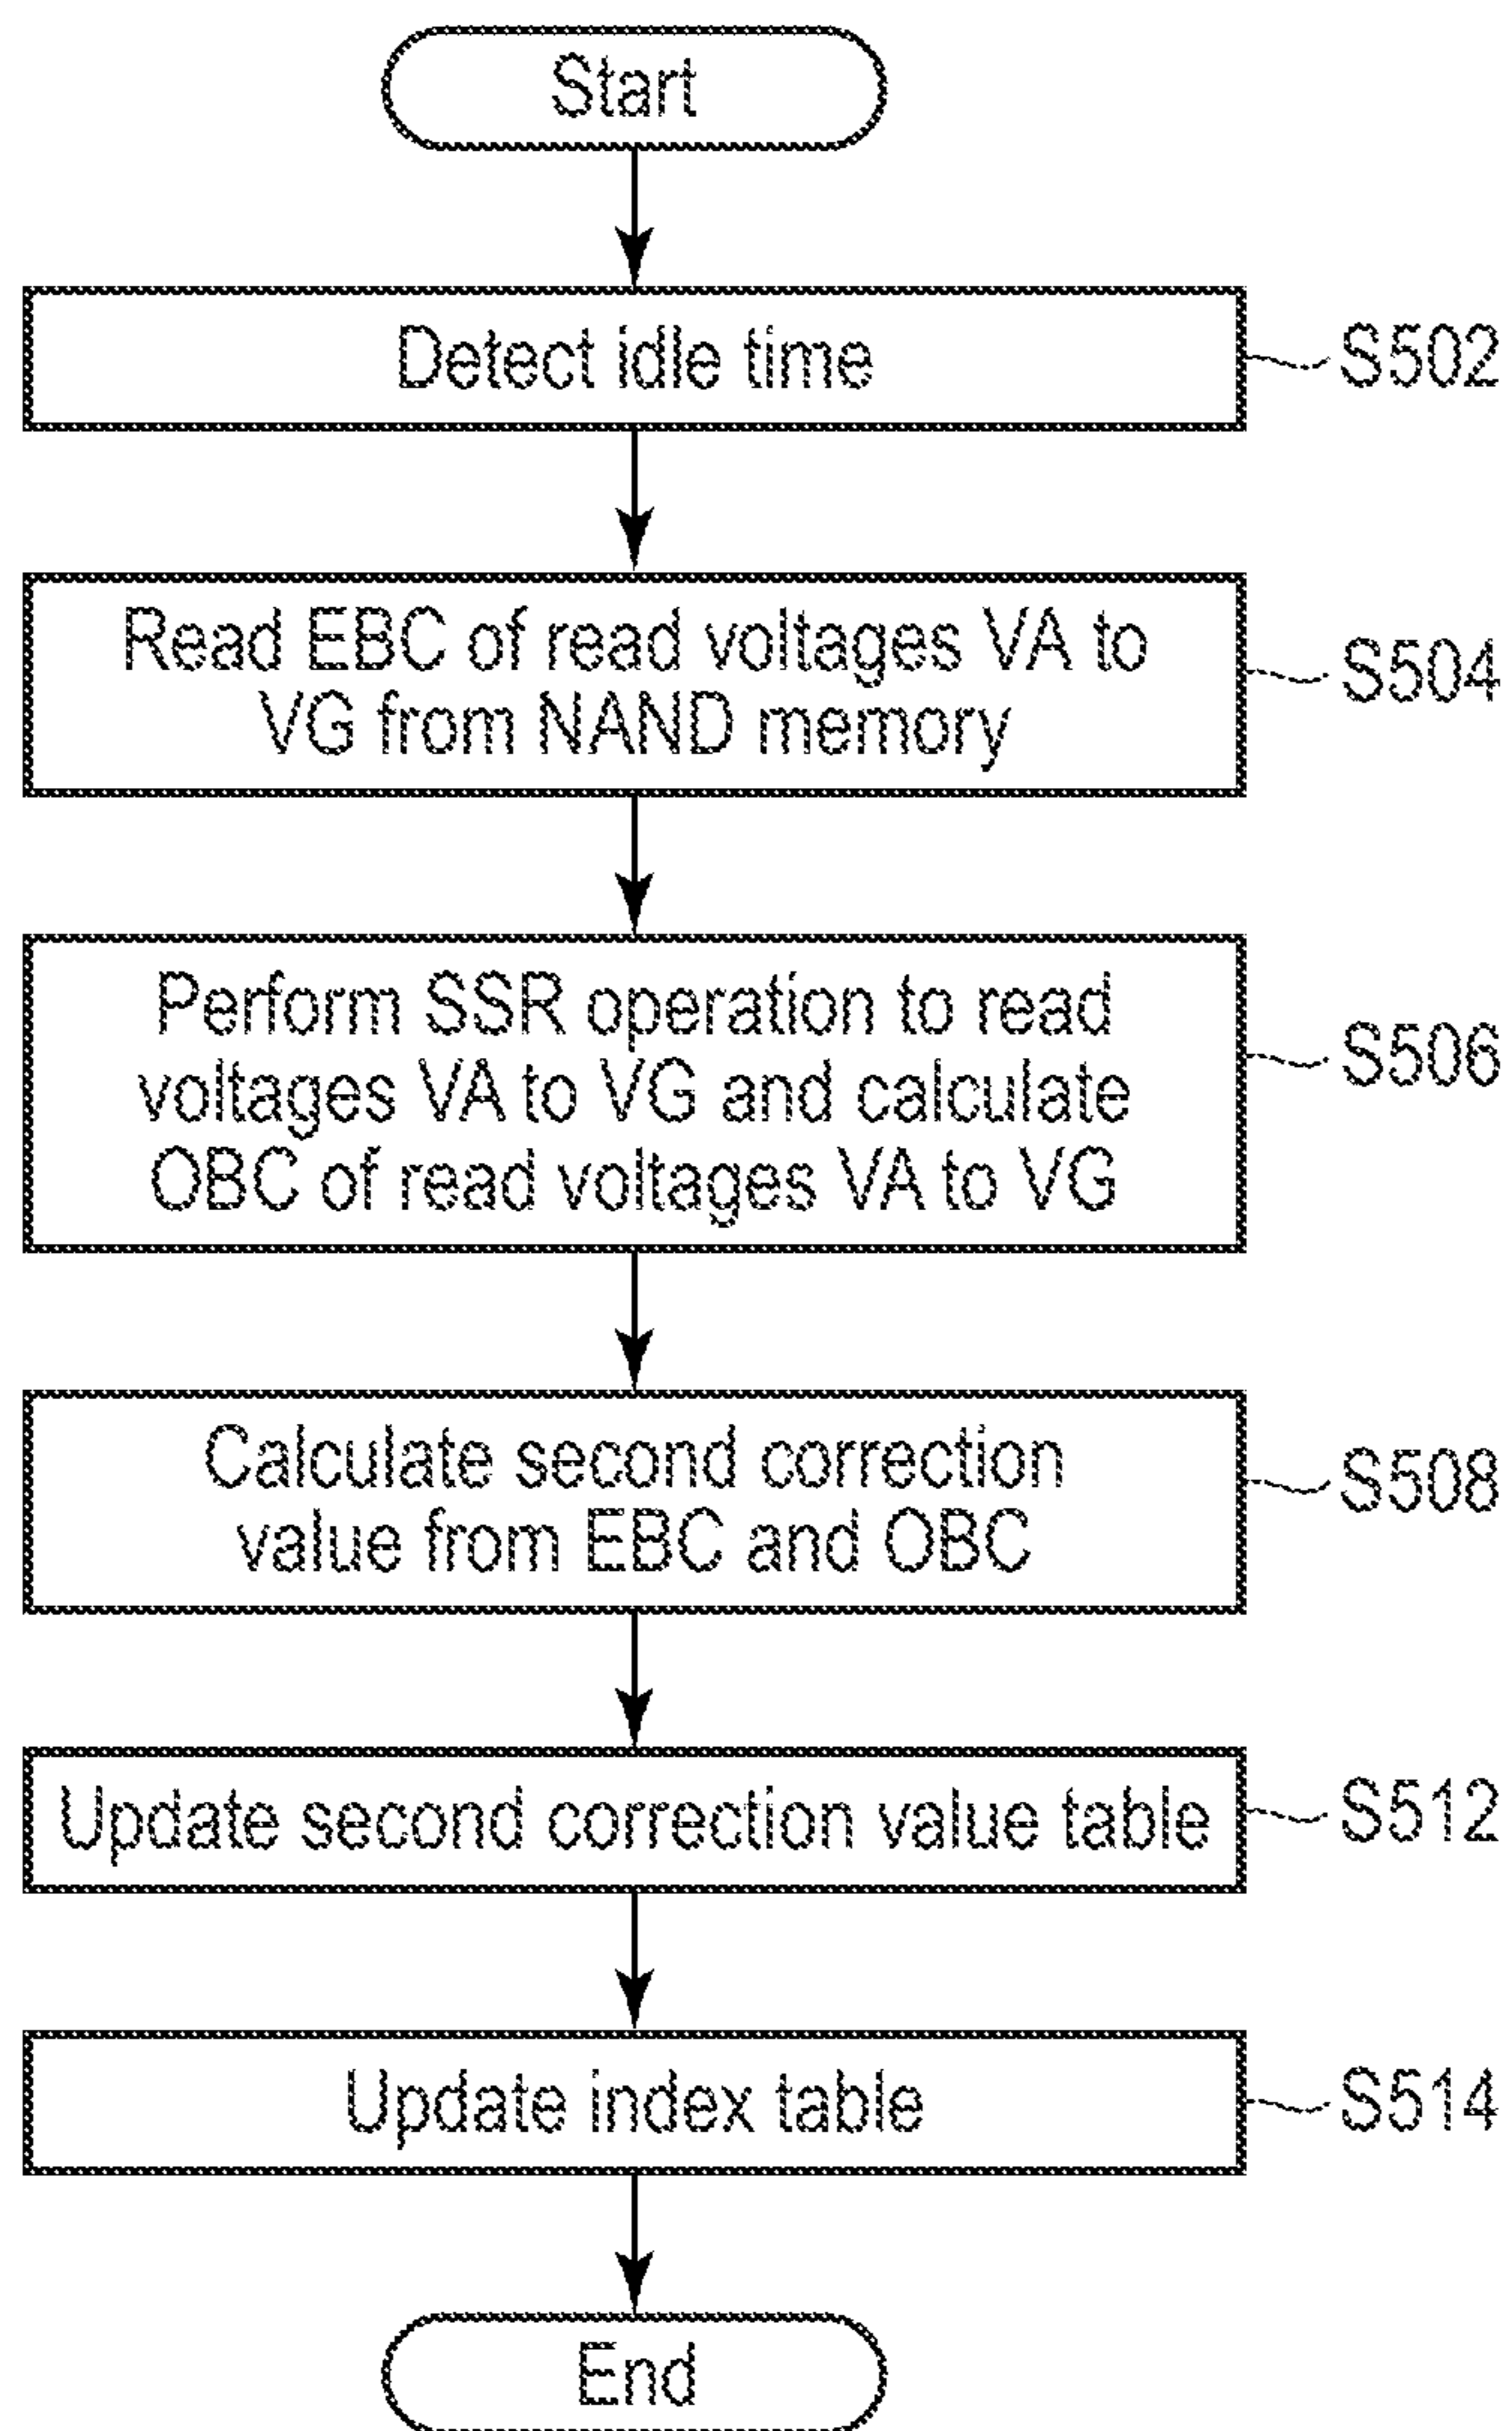 Start
Detect idle time
S502
Read EBC of read voltages VA to
VG from NAND memory
S504
Perform SSR operation to read
voltages VA to VG and calculate
OBC of read voltages VA to VG
S506
Calculate second correction
value from EBC and OBC
S508
Update second correction value table
S512
Update index table
S514
End